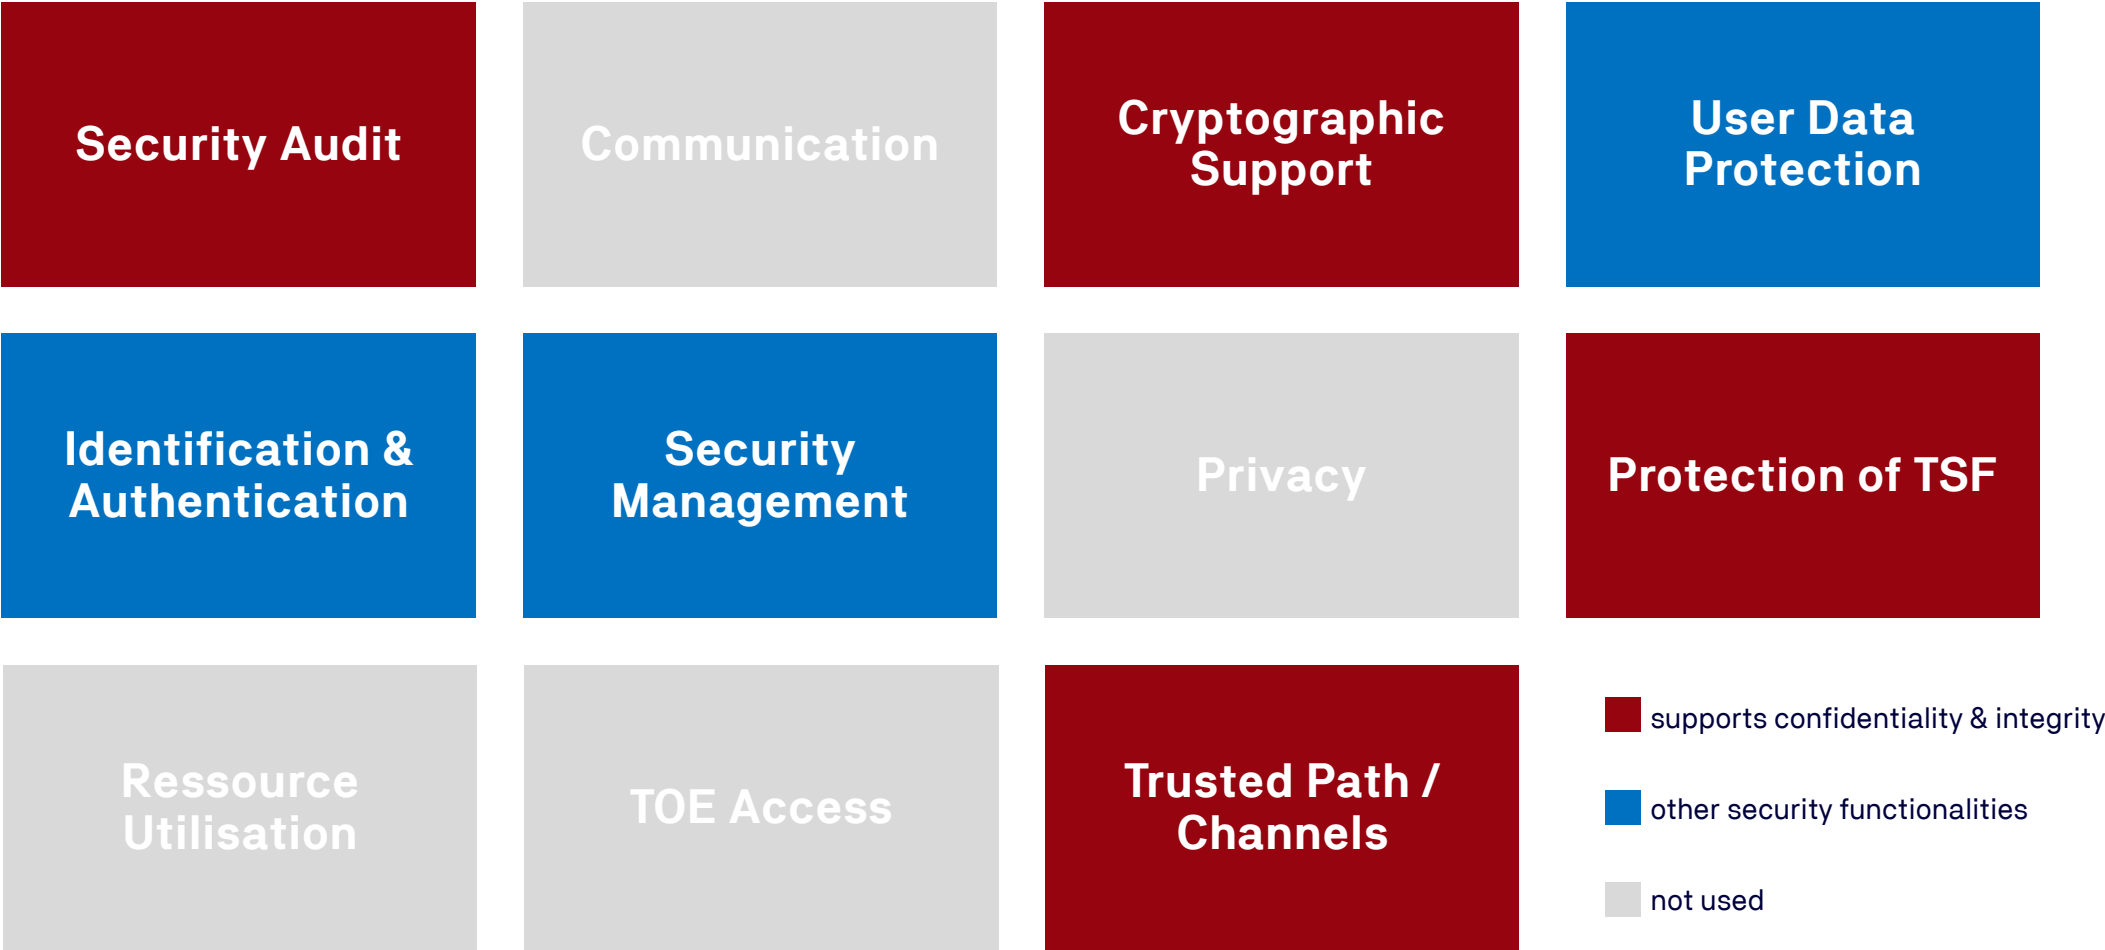 Security Audit
Communication
Cryptographic
Support
User Data
Protection
Identification &
Authentication
Security
Management
Privacy
Protection of TSF
Ressource
Utilisation
TOE Access
Trusted Path /
Channels
supports confidentiality & integrity
other security functionalities
not used